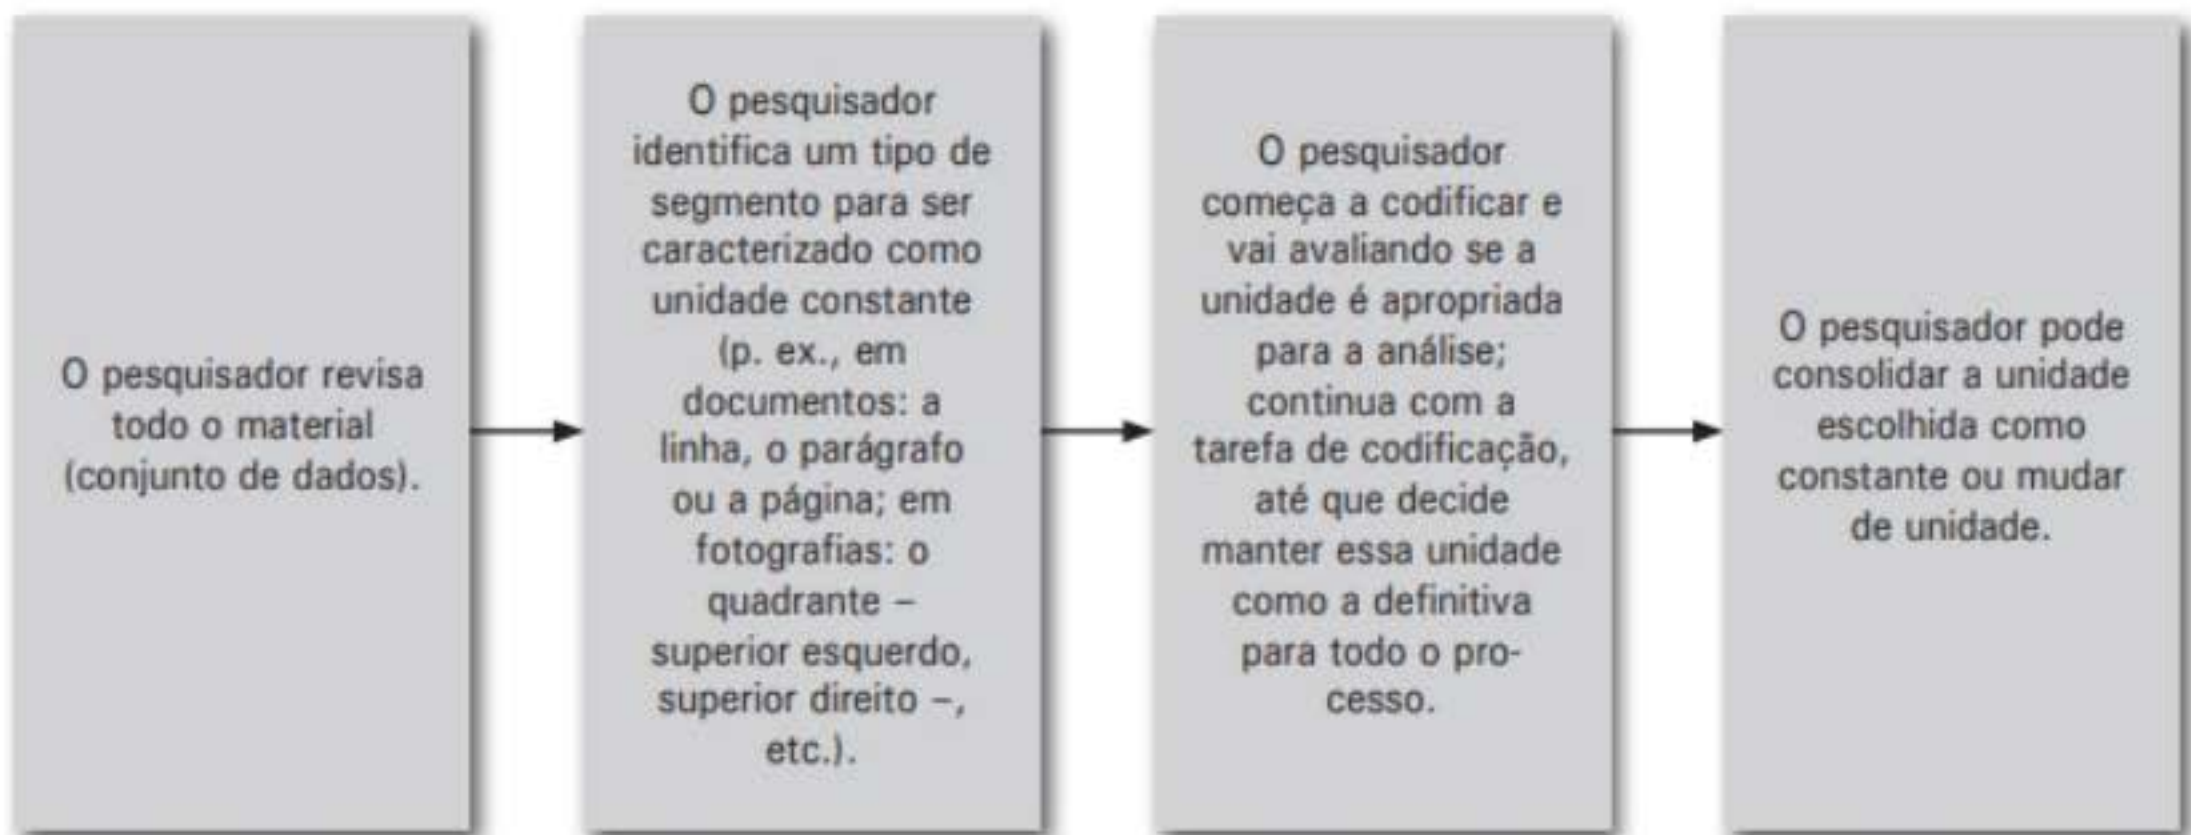 O pesquisador revisa
todo o material
(conjunto de dados).
O pesquisador
identifica um tipo de
segmento para ser
caracterizado como
unidade constante
(p. ex., em
documentos: a
linha, o parágrafo
ou a página; em
fotografias: o
quadrante –
superior esquerdo,
superior direito –,
etc.).
O pesquisador
começa a codificar e
vai avaliando se a
unidade é apropriada
para a análise;
continua com a
tarefa de codificação,
até que decide
manter essa unidade
como a definitiva
para todo o pro-
cesso.
O pesquisador pode
consolidar a unidade
escolhida como
constante ou mudar
de unidade.